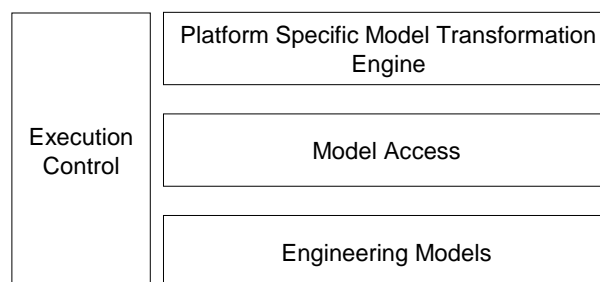 Platform Specific Model Transformation
Engine
Execution
Control
Model Access
Engineering Models